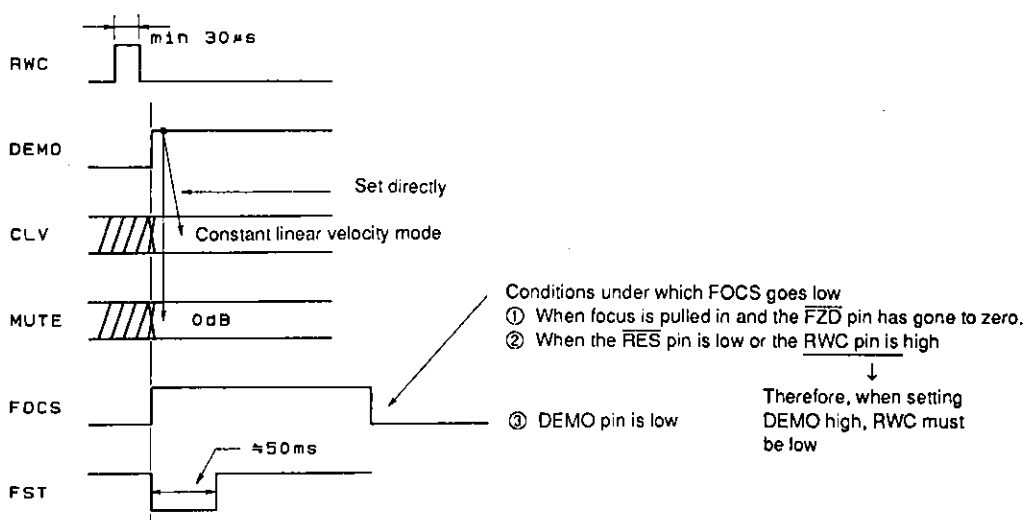 min 30μs
RWC
DEMO
Set directly
CLV
Constant linear velocity mode
MUTE
0dB
Conditions under which FOCS goes low
① When focus is pulled in and the F̅Z̅D̅ pin has gone to zero.
② When the R̅E̅S̅ pin is low or the RWC pin is high
↓
Therefore, when setting
DEMO high, RWC must
be low
FOCS
③ DEMO pin is low
≒50ms
FST